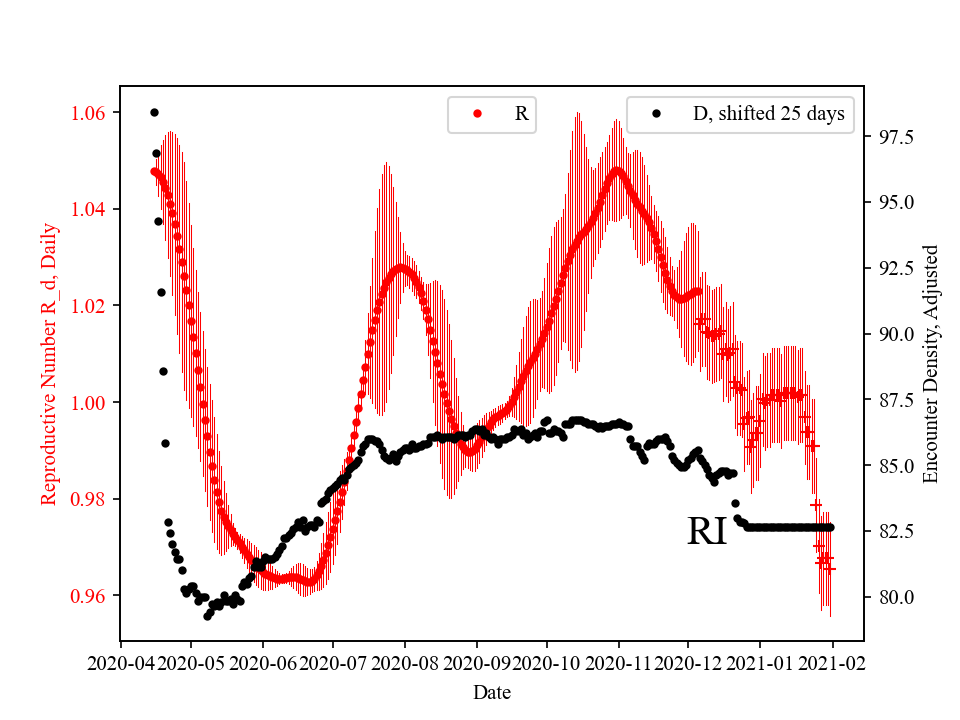 R
D, shifted 25 days
1.06
1.04
1.02
1.00
0.98
0.96
Reproductive Number R_d, Daily
97.5
95.0
92.5
90.0
87.5
85.0
82.5
80.0
Encounter Density, Adjusted
RI
2020-04 2020-05 2020-06 2020-07 2020-08 2020-09 2020-10 2020-11 2020-12 2021-01 2021-02
Date